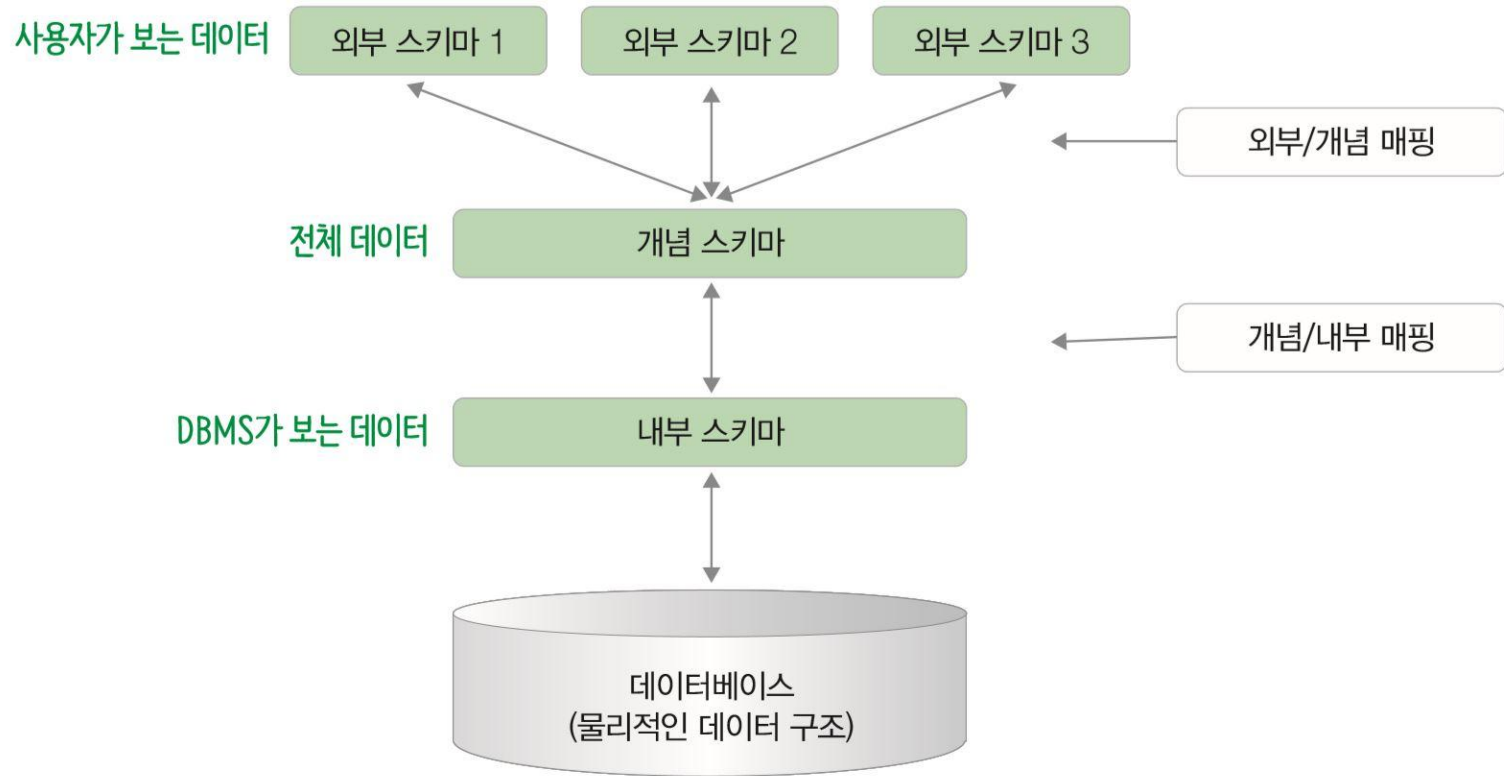 사용자가 보는 데이터
외부 스키마 1
외부 스키마 2
외부 스키마 3
외부/개념 매핑
전체 데이터
개념 스키마
개념/내부 매핑
DBMS가 보는 데이터
내부 스키마
데이터베이스
(물리적인 데이터 구조)